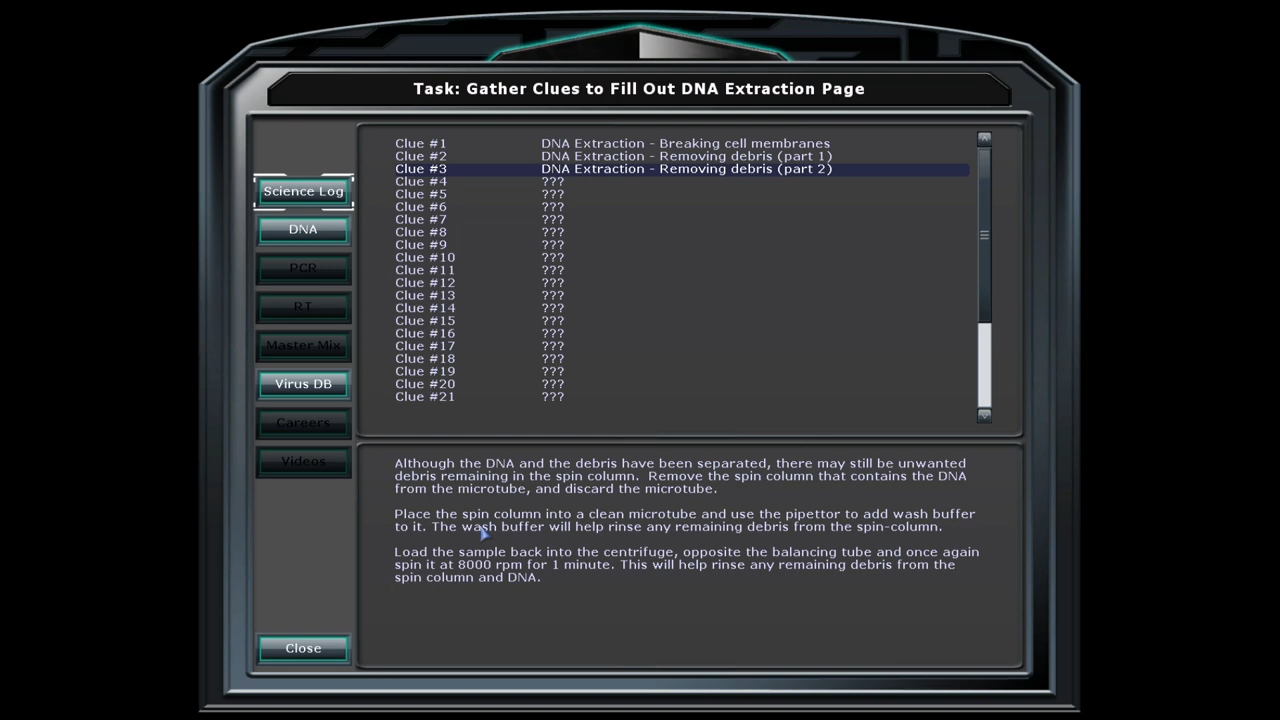 Task: Gather Clues to Fill Out DNA Extraction Page
Science Log
DNA
PCR
RT
Master Mix
Virus DB
Careers
Videos
Close
Clue #1 DNA Extraction - Breaking cell membranes
Clue #2 DNA Extraction - Removing debris (part 1)
Clue #3 DNA Extraction - Removing debris (part 2)
Clue #4 ???
Clue #5 ???
Clue #6 ???
Clue #7 ???
Clue #8 ???
Clue #9 ???
Clue #10 ???
Clue #11 ???
Clue #12 ???
Clue #13 ???
Clue #14 ???
Clue #15 ???
Clue #16 ???
Clue #17 ???
Clue #18 ???
Clue #19 ???
Clue #20 ???
Clue #21 ???
Although the DNA and the debris have been separated, there may still be unwanted
debris remaining in the spin column. Remove the spin column that contains the DNA
from the microtube, and discard the microtube.
Place the spin column into a clean microtube and use the pipettor to add wash buffer
to it. The wash buffer will help rinse any remaining debris from the spin-column.
Load the sample back into the centrifuge, opposite the balancing tube and once again
spin it at 8000 rpm for 1 minute. This will help rinse any remaining debris from the
spin column and DNA.